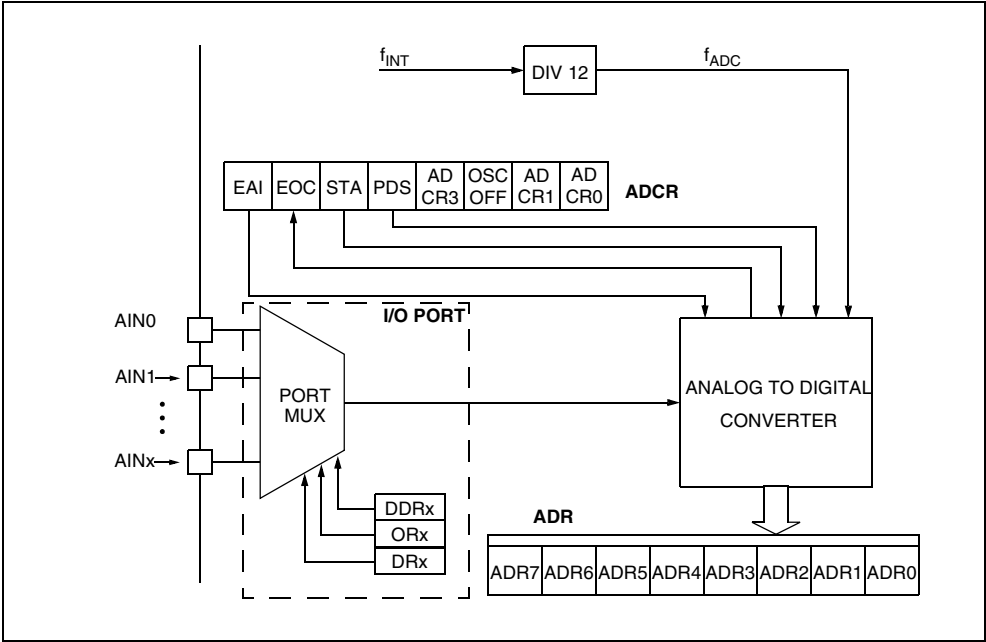 fINT
DIV 12
fADC
EAI EOC STA PDS AD CR3 OSC OFF AD CR1 AD CR0
ADCR
I/O PORT
AIN0
AIN1
AINx
PORT
MUX
ANALOG TO DIGITAL
CONVERTER
DDRx
ORx
DRx
ADR
ADR7 ADR6 ADR5 ADR4 ADR3 ADR2 ADR1 ADR0